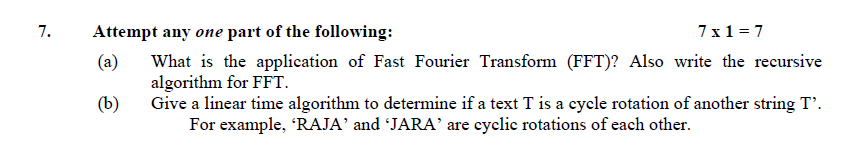 7. Attempt any one part of the following: 7 x 1 = 7
(a) What is the application of Fast Fourier Transform (FFT)? Also write the recursive
algorithm for FFT.
(b) Give a linear time algorithm to determine if a text T is a cycle rotation of another string T’.
For example, ‘RAJA’ and ‘JARA’ are cyclic rotations of each other.